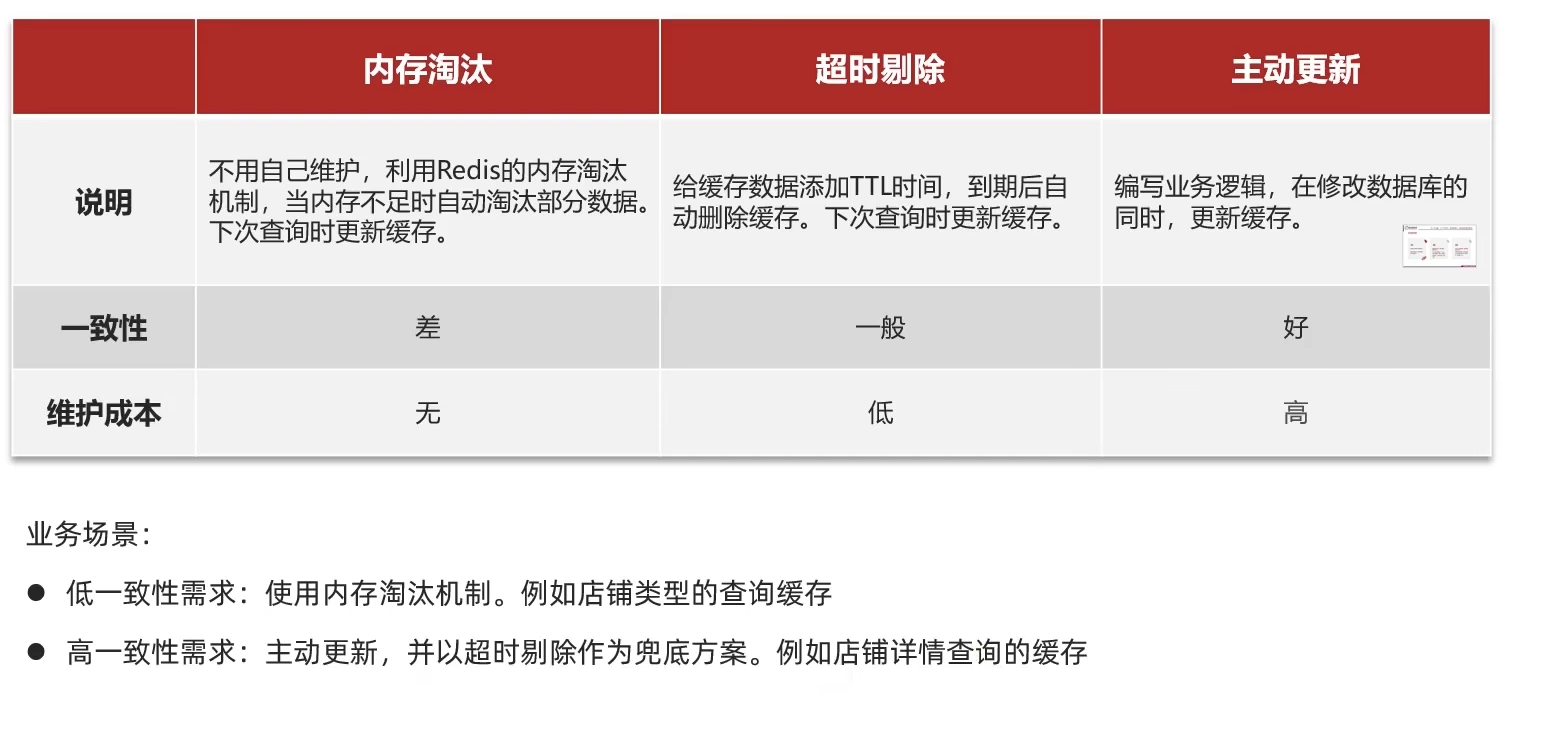 内存淘汰
超时剔除
主动更新
说明
不用自己维护，利用Redis的内存淘汰
机制，当内存不足时自动淘汰部分数据。
下次查询时更新缓存。
给缓存数据添加TTL时间，到期后自
动删除缓存。下次查询时更新缓存。
编写业务逻辑，在修改数据库的
同时，更新缓存。
一致性
差
一般
好
维护成本
无
低
高
业务场景：
● 低一致性需求：使用内存淘汰机制。例如店铺类型的查询缓存
● 高一致性需求：主动更新，并以超时剔除作为兜底方案。例如店铺详情查询的缓存